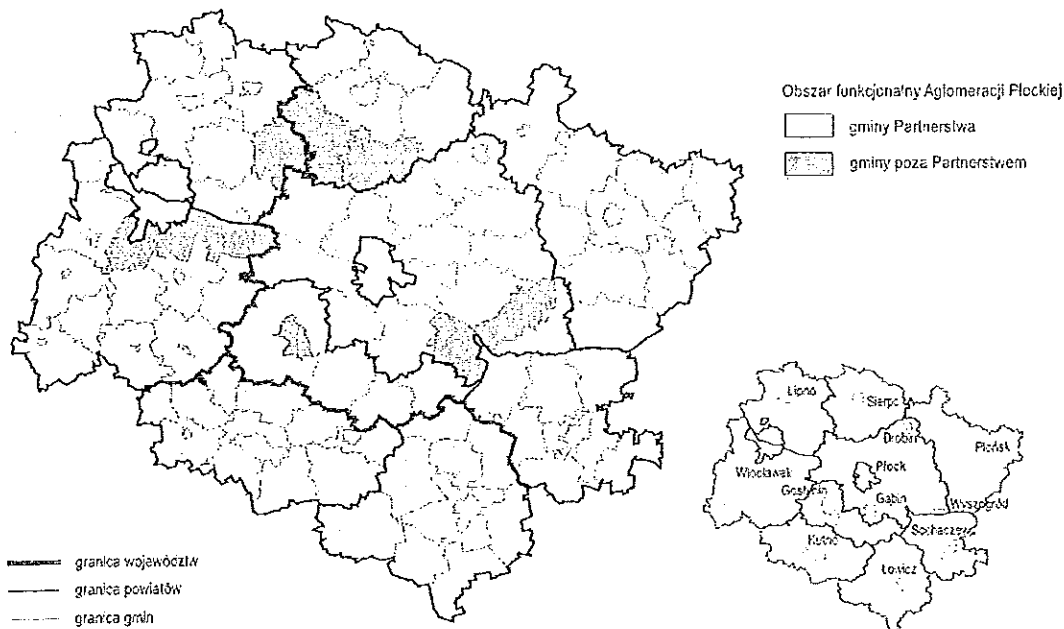 Obszar funkcjonalny Aglomeracji Płockiej
gminy Partnerstwa
gminy poza Partnerstwem
Lipno
Sierpc
Drobin
Płońsk
Płock
Włocławek
Gostynin
Gąbin
Wyszogród
Sochaczew
Kutno
Łowicz
granica województw
granica powiatów
granica gmin